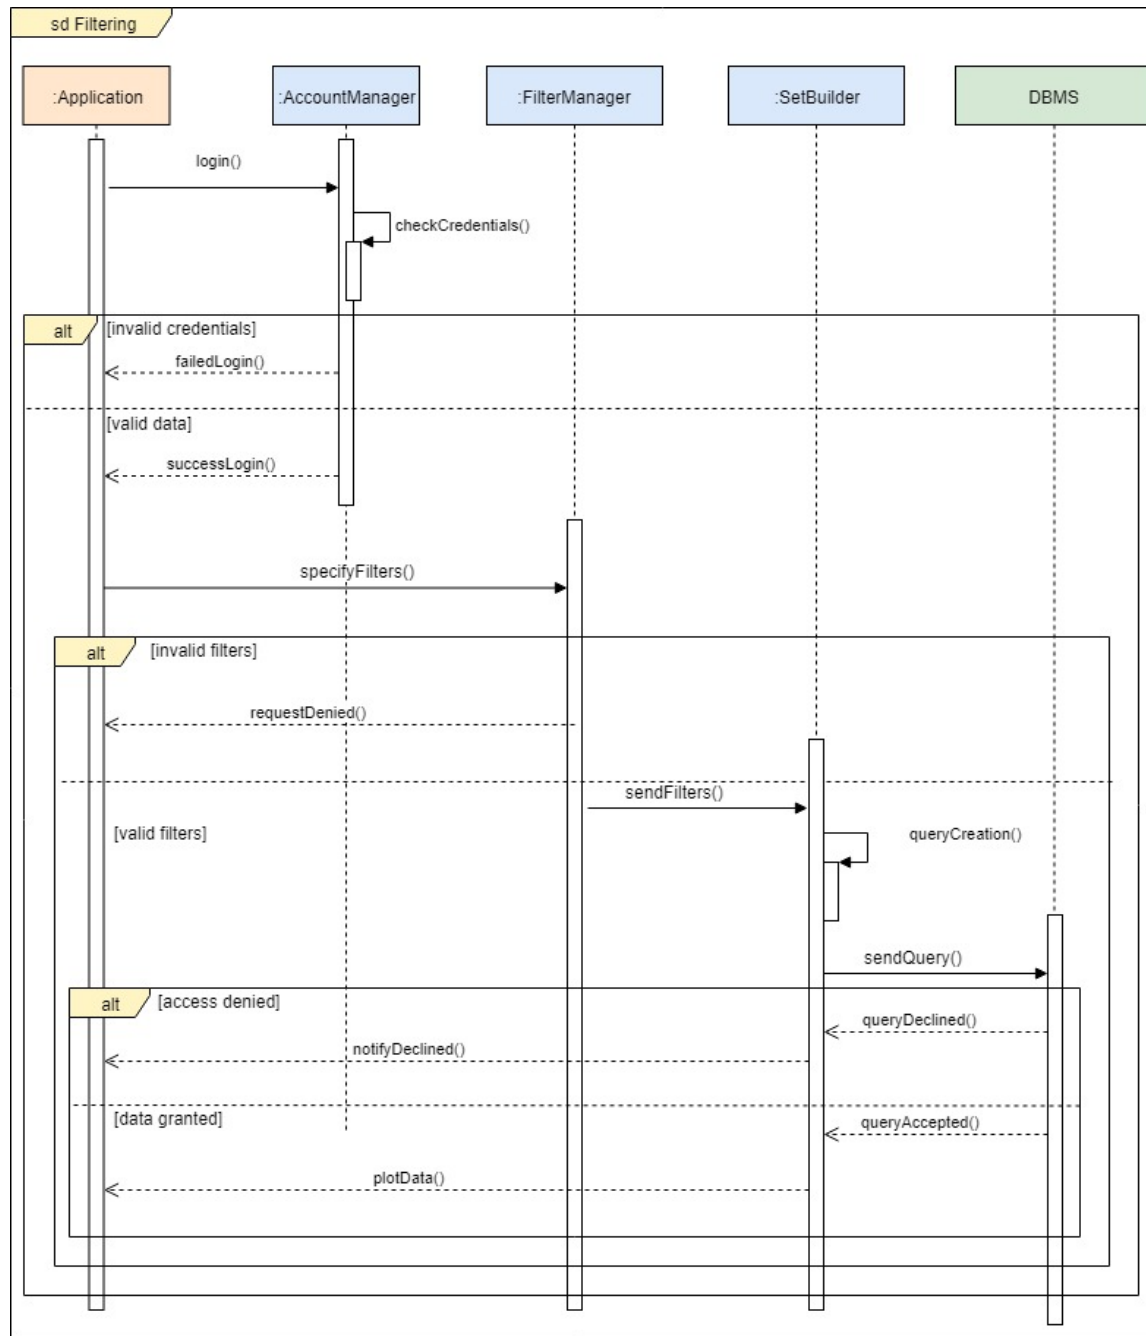 sd Filtering
:Application
:AccountManager
:FilterManager
:SetBuilder
DBMS
login()
checkCredentials()
alt
[invalid credentials]
failedLogin()
[valid data]
successLogin()
specifyFilters()
alt
[invalid filters]
requestDenied()
sendFilters()
[valid filters]
queryCreation()
sendQuery()
alt
[access denied]
queryDeclined()
notifyDeclined()
[data granted]
queryAccepted()
plotData()